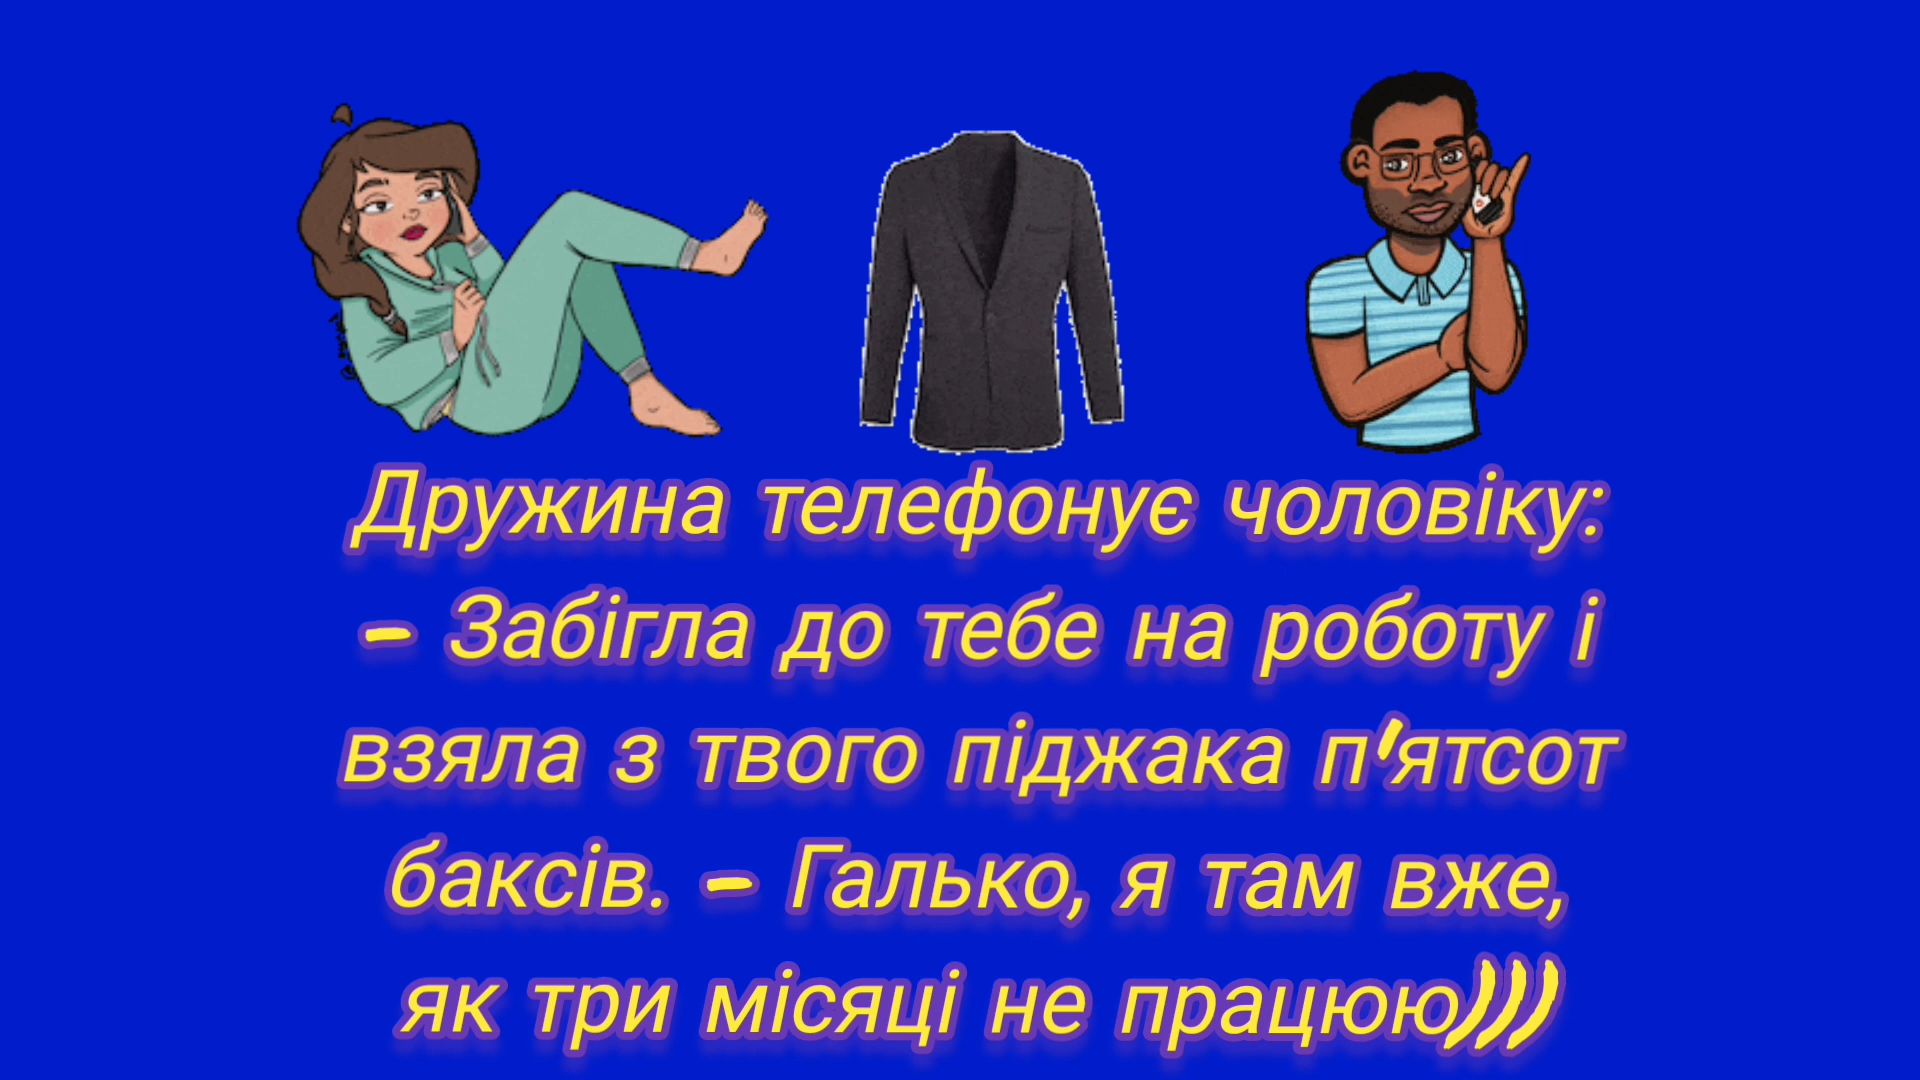 Дружина телефонує чоловіку:
– Забігла до тебе на роботу і
взяла з твого піджака п'ятсот
баксів. – Галько, я там вже,
як три місяці не працюю)))